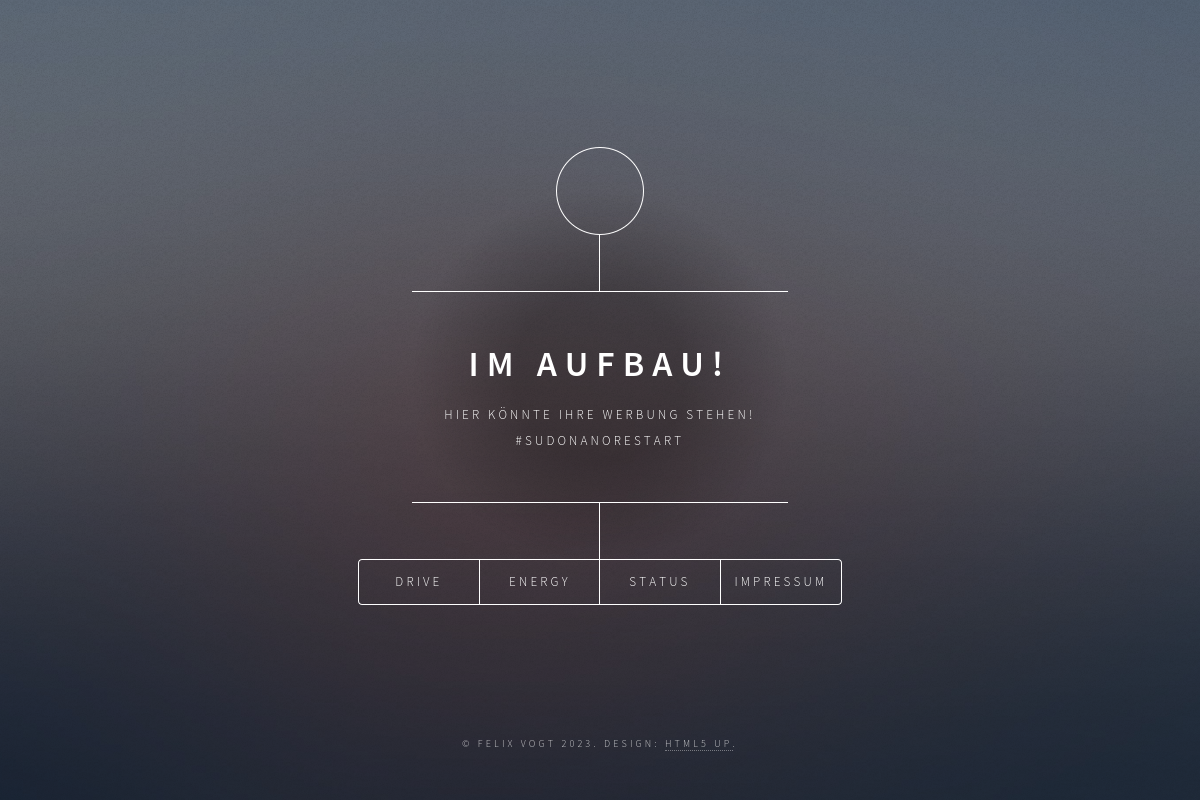 IM AUFBAU!
HIER KÖNNTE IHRE WERBUNG STEHEN!
#SUDONANORESTART
DRIVE
ENERGY
STATUS
IMPRESSUM
© FELIX VOGT 2023. DESIGN: HTML5 UP.